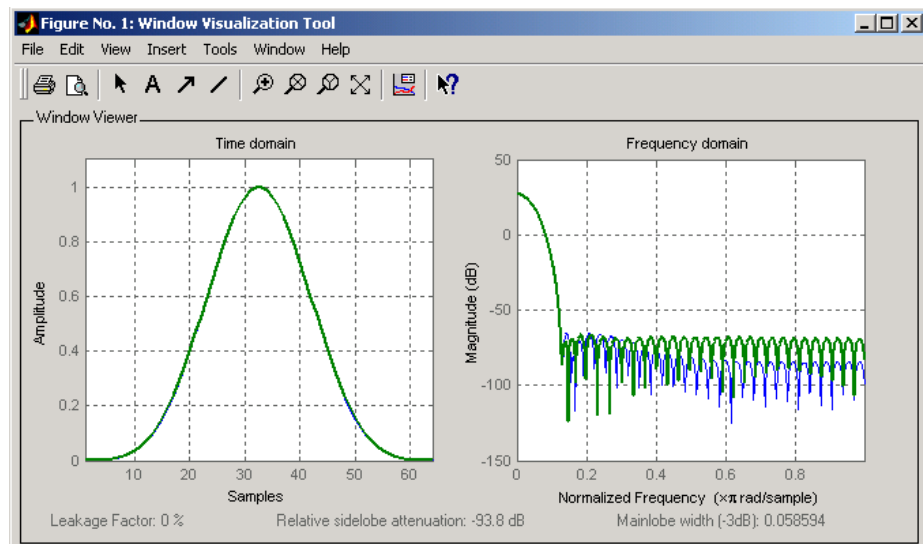 Figure No. 1: Window Visualization Tool
File Edit View Insert Tools Window Help
A
?
Window Viewer
Time domain
Frequency domain
1
0.8
0.6
0.4
0.2
0
Amplitude
10 20 30 40 50 60
Samples
50
0
-50
-100
-150
Magnitude (dB)
0 0.2 0.4 0.6 0.8
Normalized Frequency (×π rad/sample)
Leakage Factor: 0 % Relative sidelobe attenuation: -93.8 dB Mainlobe width (-3dB): 0.058594